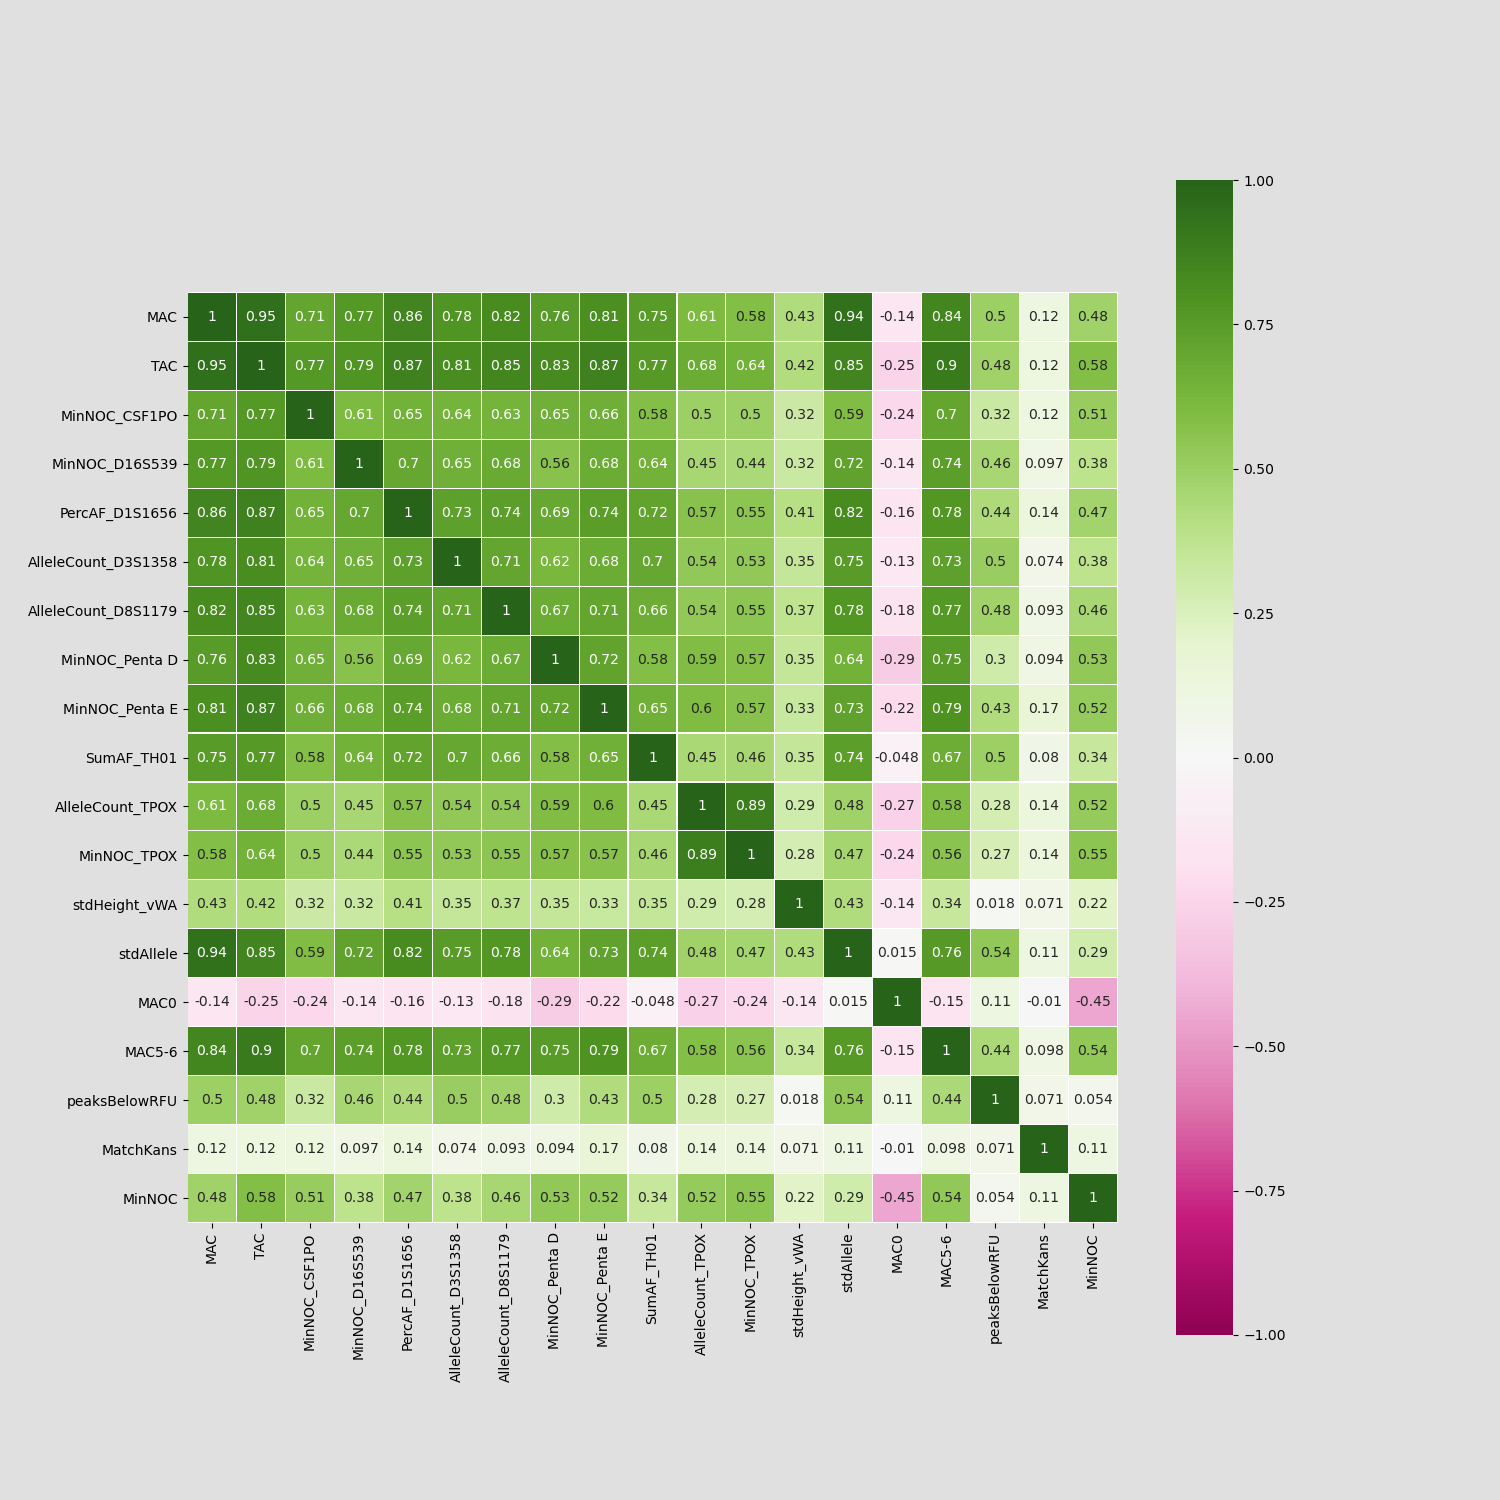 1.00
MAC 1 0.95 0.71 0.77 0.86 0.78 0.82 0.76 0.81 0.75 0.61 0.58 0.43 0.94 -0.14 0.84 0.5 0.12 0.48
0.75
TAC 0.95 1 0.77 0.79 0.87 0.81 0.85 0.83 0.87 0.77 0.68 0.64 0.42 0.85 -0.25 0.9 0.48 0.12 0.58
MinNOC_CSF1PO 0.71 0.77 1 0.61 0.65 0.64 0.63 0.65 0.66 0.58 0.5 0.5 0.32 0.59 -0.24 0.7 0.32 0.12 0.51
MinNOC_D16S539 0.77 0.79 0.61 1 0.7 0.65 0.68 0.56 0.68 0.64 0.45 0.44 0.32 0.72 -0.14 0.74 0.46 0.097 0.38
0.50
PercAF_D1S1656 0.86 0.87 0.65 0.7 1 0.73 0.74 0.69 0.74 0.72 0.57 0.55 0.41 0.82 -0.16 0.78 0.44 0.14 0.47
AlleleCount_D3S1358 0.78 0.81 0.64 0.65 0.73 1 0.71 0.62 0.68 0.7 0.54 0.53 0.35 0.75 -0.13 0.73 0.5 0.074 0.38
AlleleCount_D8S1179 0.82 0.85 0.63 0.68 0.74 0.71 1 0.67 0.71 0.66 0.54 0.55 0.37 0.78 -0.18 0.77 0.48 0.093 0.46
0.25
MinNOC_Penta D 0.76 0.83 0.65 0.56 0.69 0.62 0.67 1 0.72 0.58 0.59 0.57 0.35 0.64 -0.29 0.75 0.3 0.094 0.53
MinNOC_Penta E 0.81 0.87 0.66 0.68 0.74 0.68 0.71 0.72 1 0.65 0.6 0.57 0.33 0.73 -0.22 0.79 0.43 0.17 0.52
SumAF_TH01 0.75 0.77 0.58 0.64 0.72 0.7 0.66 0.58 0.65 1 0.45 0.46 0.35 0.74 -0.048 0.67 0.5 0.08 0.34
0.00
AlleleCount_TPOX 0.61 0.68 0.5 0.45 0.57 0.54 0.54 0.59 0.6 0.45 1 0.89 0.29 0.48 -0.27 0.58 0.28 0.14 0.52
MinNOC_TPOX 0.58 0.64 0.5 0.44 0.55 0.53 0.55 0.57 0.57 0.46 0.89 1 0.28 0.47 -0.24 0.56 0.27 0.14 0.55
stdHeight_vWA 0.43 0.42 0.32 0.32 0.41 0.35 0.37 0.35 0.33 0.35 0.29 0.28 1 0.43 -0.14 0.34 0.018 0.071 0.22
−0.25
stdAllele 0.94 0.85 0.59 0.72 0.82 0.75 0.78 0.64 0.73 0.74 0.48 0.47 0.43 1 0.015 0.76 0.54 0.11 0.29
MAC0 -0.14 -0.25 -0.24 -0.14 -0.16 -0.13 -0.18 -0.29 -0.22 -0.048 -0.27 -0.24 -0.14 0.015 1 -0.15 0.11 -0.01 -0.45
MAC5-6 0.84 0.9 0.7 0.74 0.78 0.73 0.77 0.75 0.79 0.67 0.58 0.56 0.34 0.76 -0.15 1 0.44 0.098 0.54
−0.50
peaksBelowRFU 0.5 0.48 0.32 0.46 0.44 0.5 0.48 0.3 0.43 0.5 0.28 0.27 0.018 0.54 0.11 0.44 1 0.071 0.054
MatchKans 0.12 0.12 0.12 0.097 0.14 0.074 0.093 0.094 0.17 0.08 0.14 0.14 0.071 0.11 -0.01 0.098 0.071 1 0.11
−0.75
MinNOC 0.48 0.58 0.51 0.38 0.47 0.38 0.46 0.53 0.52 0.34 0.52 0.55 0.22 0.29 -0.45 0.54 0.054 0.11 1
MAC
TAC
MinNOC_CSF1PO
MinNOC_D16S539
PercAF_D1S1656
AlleleCount_D3S1358
AlleleCount_D8S1179
MinNOC_Penta D
MinNOC_Penta E
SumAF_TH01
AlleleCount_TPOX
MinNOC_TPOX
stdHeight_vWA
stdAllele
MAC0
MAC5-6
peaksBelowRFU
MatchKans
MinNOC
−1.00